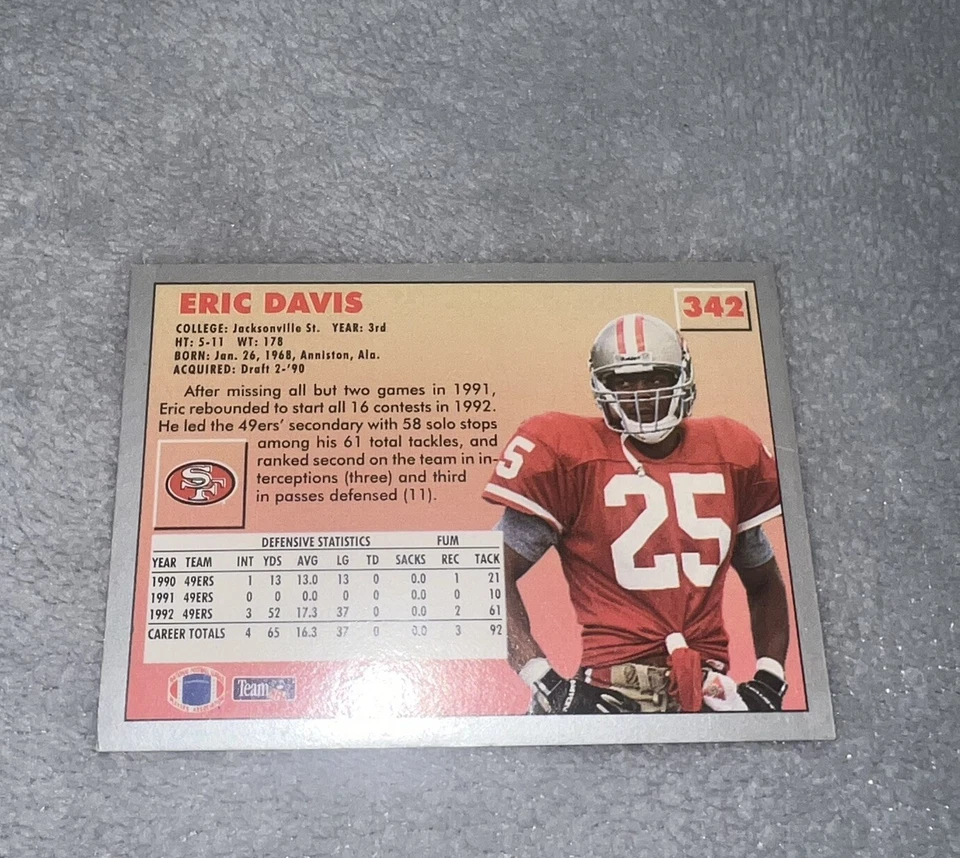 ERIC DAVIS
342
COLLEGE: Jacksonville St. YEAR: 3rd
HT: 5-11 WT: 178
BORN: Jan. 26, 1968, Anniston, Ala.
ACQUIRED: Draft 2-'90
After missing all but two games in 1991,
Eric rebounded to start all 16 contests in 1992.
He led the 49ers' secondary with 58 solo stops
among his 61 total tackles, and
ranked second on the team in in-
terceptions (three) and third
in passes defensed (11).
SF
5 25 2
DEFENSIVE STATISTICS FUM
YEAR TEAM INT YDS AVG LG TD SACKS REC TACK
1990 49ERS 1 13 13.0 13 0 0.0 1 21
1991 49ERS 0 0 0.0 0 0 0.0 0 10
1992 49ERS 3 52 17.3 37 0 0.0 2 61
CAREER TOTALS 4 65 16.3 37 0 0.0 3 92
Team